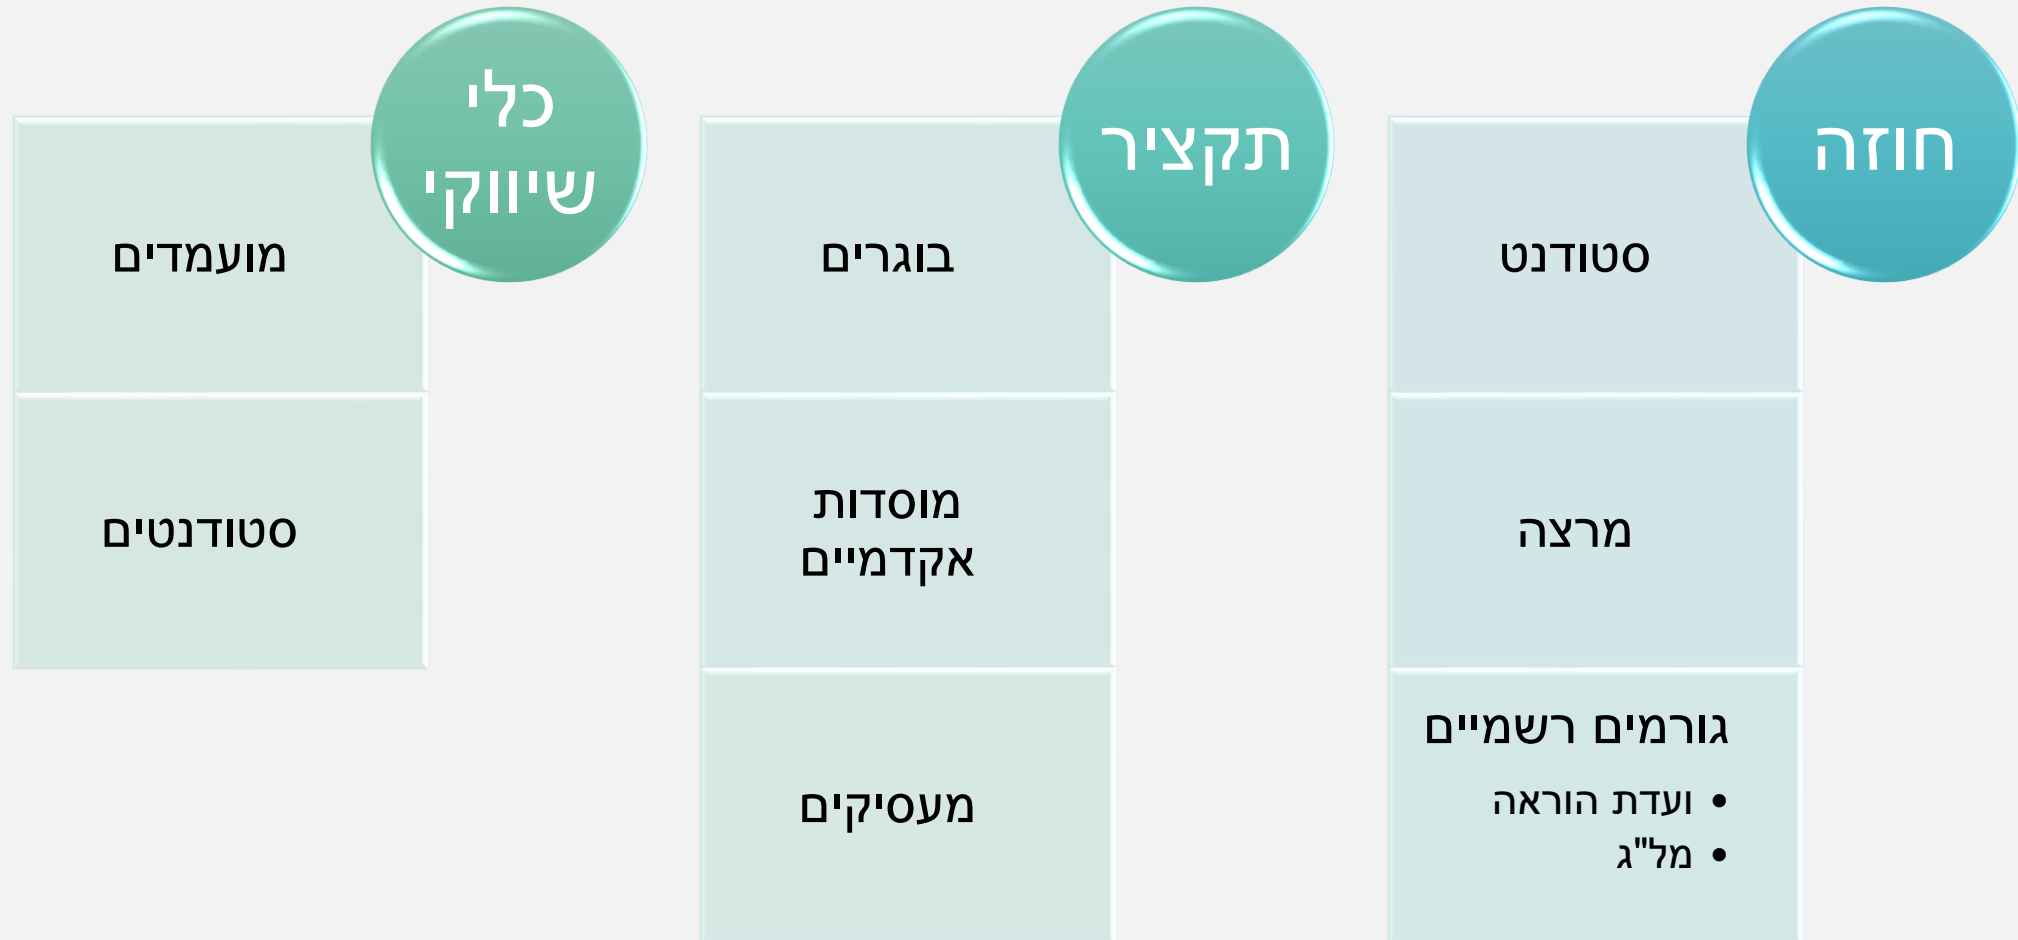 חוזה
סטודנט
מרצה
גורמים רשמיים
• ועדת הוראה
• מל"ג
תקציר
בוגרים
מוסדות
אקדמיים
מעסיקים
כלי
שיווקי
מועמדים
סטודנטים